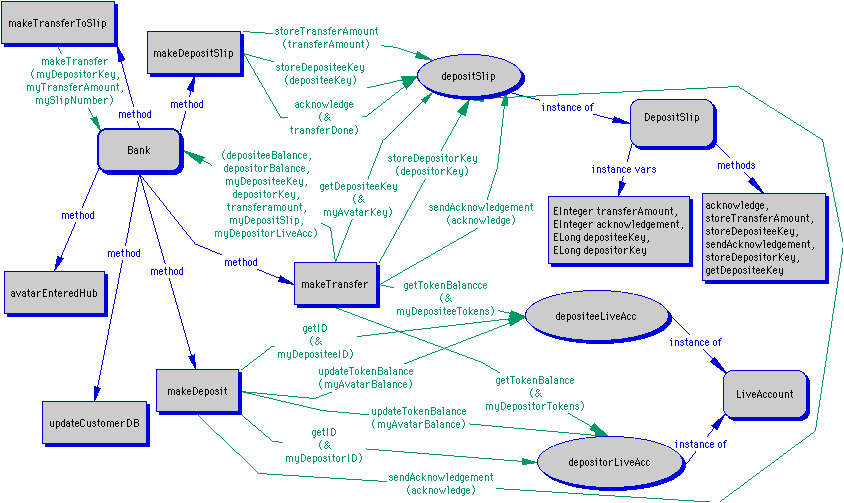 makeTransferToSlip
makeTransfer
(myDepositorKey,
myTransferAmount,
mySlipNumber)
method
makeDepositSlip
method
storeTransferAmount
(transferAmount)
storeDepositeeKey
(depositeeKey)
acknowledge
(&
transferDone)
depositSlip
instance of
DepositSlip
instance vars
methods
EInteger transferAmount,
EInteger acknowledgement,
ELong depositeeKey,
ELong depositorKey
acknowledge,
storeTransferAmount,
storeDepositeeKey,
sendAcknowledgement,
storeDepositorKey,
getDepositeeKey
Bank
(depositeeBalance,
depositorBalance,
myDepositeeKey,
depositorKey,
transferamount,
myDepositSlip,
myDepositorLiveAcc)
getDepositeeKey
(&
myAvatarKey)
storeDepositorKey
(depositorKey)
sendAcknowledgement
(acknowledge)
method
method
method
method
avatarEnteredHub
makeTransfer
getTokenBalancce
(&
myDepositeeTokens)
depositeeLiveAcc
instance of
getID
(&
myDepositeeID)
updateTokenBalance
(myAvatarBalance)
makeDeposit
getTokenBalance
(&
myDepositorTokens)
LiveAccount
updateCustomerDB
updateTokenBalance
(myAvatarBalance)
getID
(&
myDepositorID)
instance of
depositorLiveAcc
sendAcknowledgement
(acknowledge)